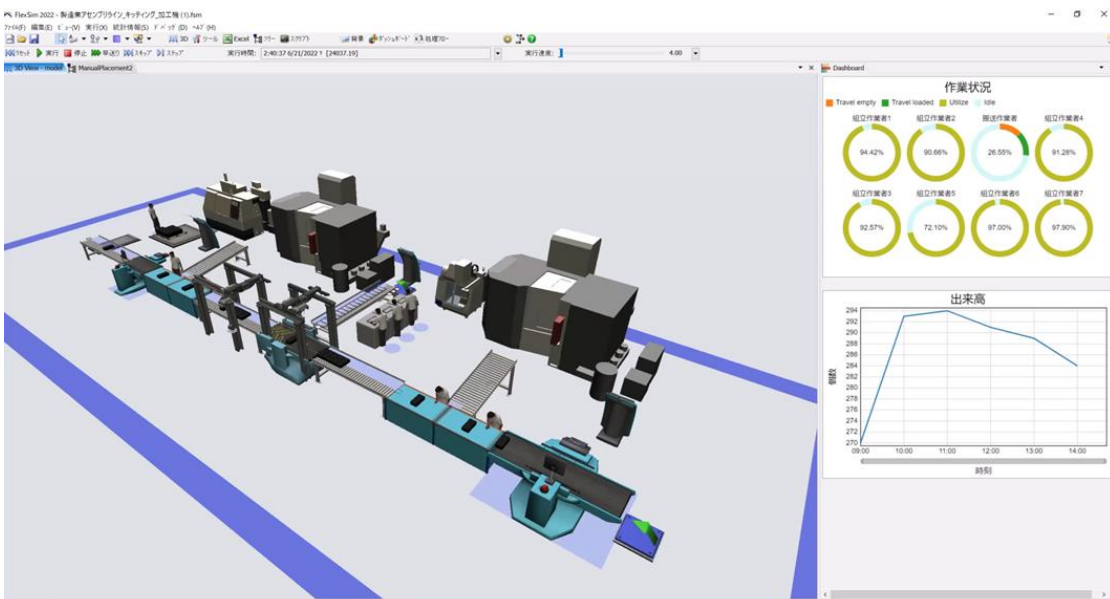 FlexSim 2022 - 製造業アセンブリライン_キッティング_加工機 (1).fsm
ファイル(F) 編集(E) ビュー(V) 実行(X) 統計情報(S) デバッグ(D) ヘルプ(H)
3D ツール Excel ツリー スクリプト 背景 ダッシュボード 処理フロー
リセット 実行 停止 早送り スキップ ステップ 実行時間: 2:40:37 6/21/2022 [24037.19] 実行速度: 4.00
3D View - model ManualPlacement2
Dashboard
作業状況
Travel empty Travel loaded Utilize Idle
組立作業者1 組立作業者2 搬送作業者 組立作業者4
94.42% 90.66% 26.55% 91.28%
組立作業者3 組立作業者5 組立作業者6 組立作業者7
92.57% 72.10% 97.00% 97.90%
出来高
294
292
290
288
286
284
282
280
278
276
274
272
270
個数
09:00 10:00 11:00 12:00 13:00 14:00
時刻